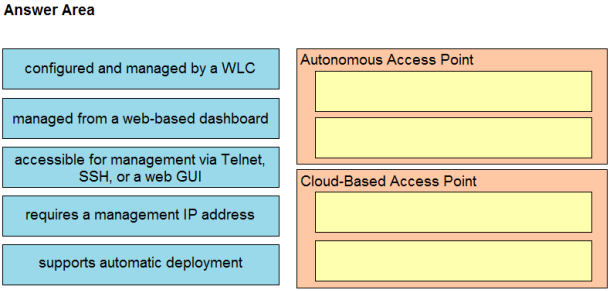 Answer Area
configured and managed by a WLC
managed from a web-based dashboard
accessible for management via Telnet,
SSH, or a web GUI
requires a management IP address
supports automatic deployment
Autonomous Access Point
Cloud-Based Access Point